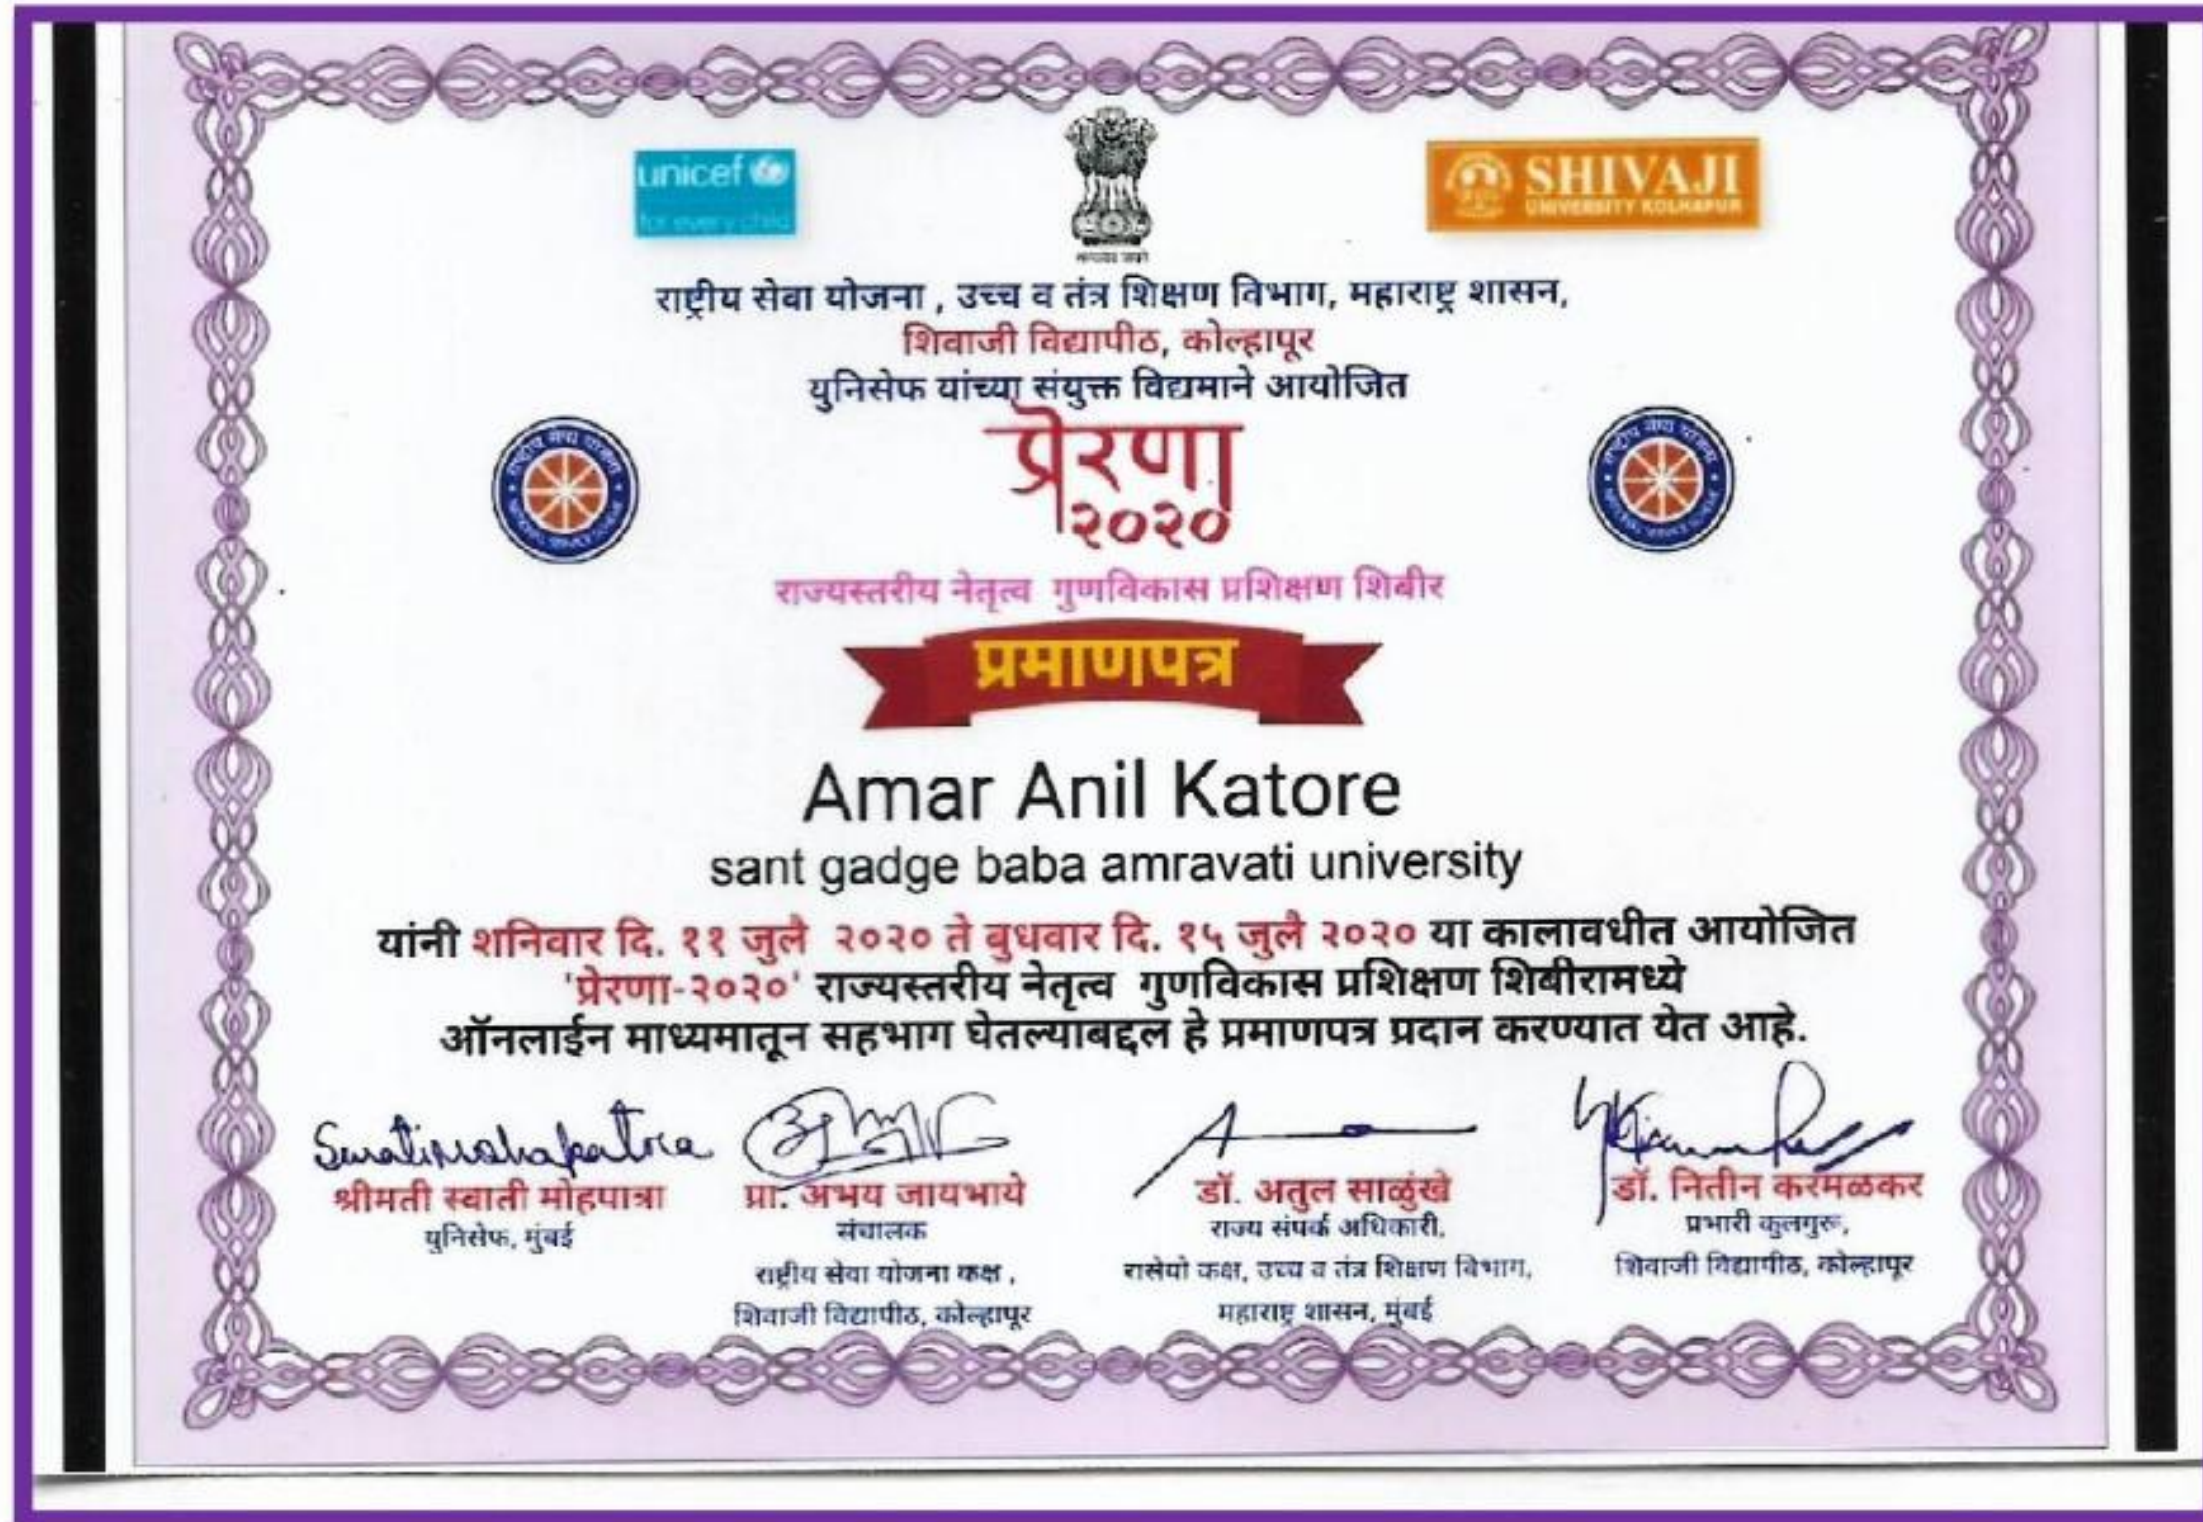 unicef
for every child
SHIVAJI
UNIVERSITY KOLHAPUR
राष्ट्रीय सेवा योजना , उच्च व तंत्र शिक्षण विभाग, महाराष्ट्र शासन,
शिवाजी विद्यापीठ, कोल्हापूर
युनिसेफ यांच्या संयुक्त विद्यमाने आयोजित
प्रेरणा
२०२०
राज्यस्तरीय नेतृत्व गुणविकास प्रशिक्षण शिबीर
प्रमाणपत्र
Amar Anil Katore
sant gadge baba amravati university
यांनी शनिवार दि. ११ जुलै २०२० ते बुधवार दि. १५ जुलै २०२० या कालावधीत आयोजित
'प्रेरणा-२०२०' राज्यस्तरीय नेतृत्व गुणविकास प्रशिक्षण शिबीरामध्ये
ऑनलाईन माध्यमातून सहभाग घेतल्याबद्दल हे प्रमाणपत्र प्रदान करण्यात येत आहे.
श्रीमती स्वाती मोहपात्रा
युनिसेफ, मुंबई
प्रा. अभय जायभाये
संचालक
राष्ट्रीय सेवा योजना कक्ष ,
शिवाजी विद्यापीठ, कोल्हापूर
डॉ. अतुल साळुंखे
राज्य संपर्क अधिकारी,
रासेयो कक्ष, उच्च व तंत्र शिक्षण विभाग,
महाराष्ट्र शासन, मुंबई
डॉ. नितीन करमळकर
प्रभारी कुलगुरू,
शिवाजी विद्यापीठ, कोल्हापूर